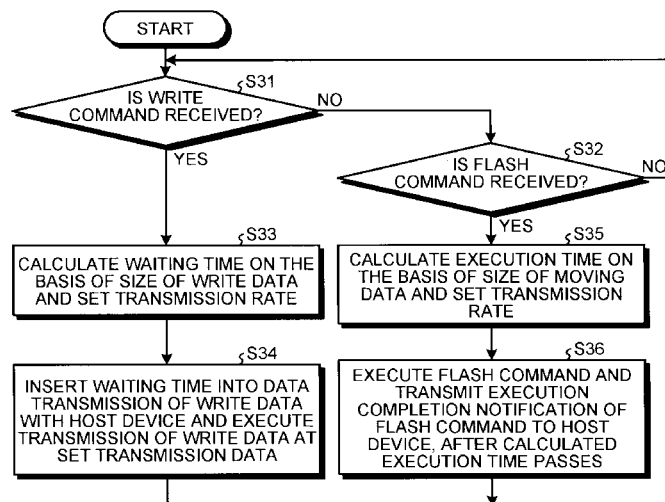 START
S31
IS WRITE
COMMAND RECEIVED?
NO
YES
S32
IS FLASH
COMMAND RECEIVED?
NO
YES
S33
CALCULATE WAITING TIME ON THE
BASIS OF SIZE OF WRITE DATA
AND SET TRANSMISSION RATE
S35
CALCULATE EXECUTION TIME ON
THE BASIS OF SIZE OF MOVING
DATA AND SET TRANSMISSION
RATE
S34
INSERT WAITING TIME INTO DATA
TRANSMISSION OF WRITE DATA
WITH HOST DEVICE AND EXECUTE
TRANSMISSION OF WRITE DATA AT
SET TRANSMISSION DATA
S36
EXECUTE FLASH COMMAND AND
TRANSMIT EXECUTION
COMPLETION NOTIFICATION OF
FLASH COMMAND TO HOST
DEVICE, AFTER CALCULATED
EXECUTION TIME PASSES